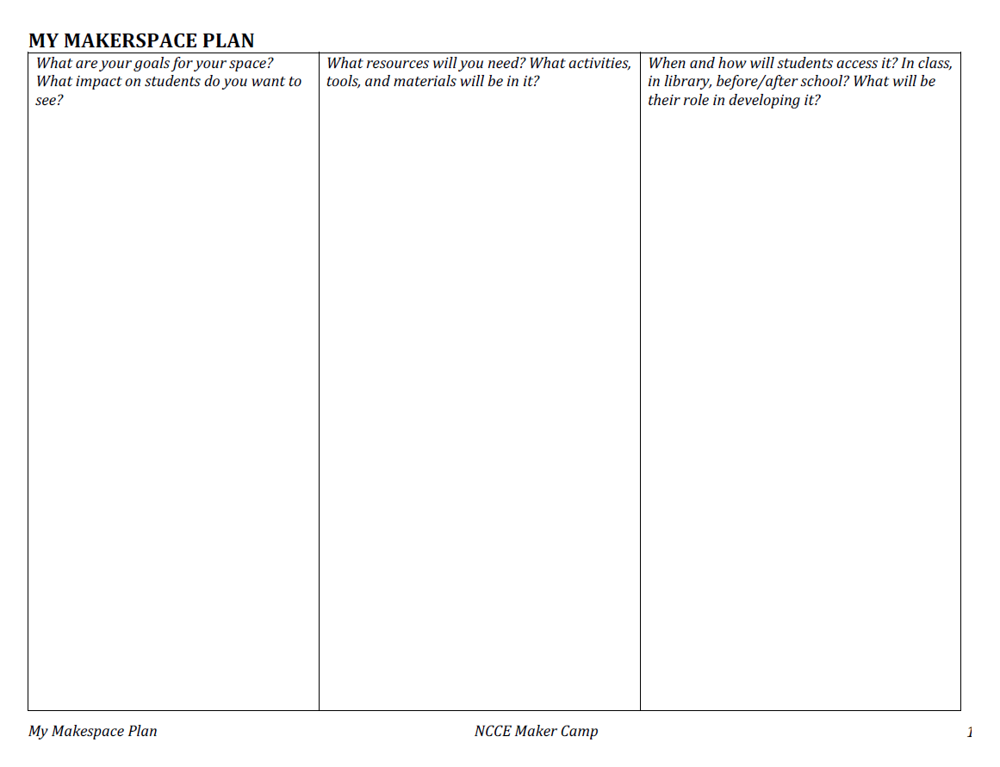 MY MAKERSPACE PLAN
What are your goals for your space?
What impact on students do you want to
see?
What resources will you need? What activities,
tools, and materials will be in it?
When and how will students access it? In class,
in library, before/after school? What will be
their role in developing it?
My Makespace Plan
NCCE Maker Camp
1